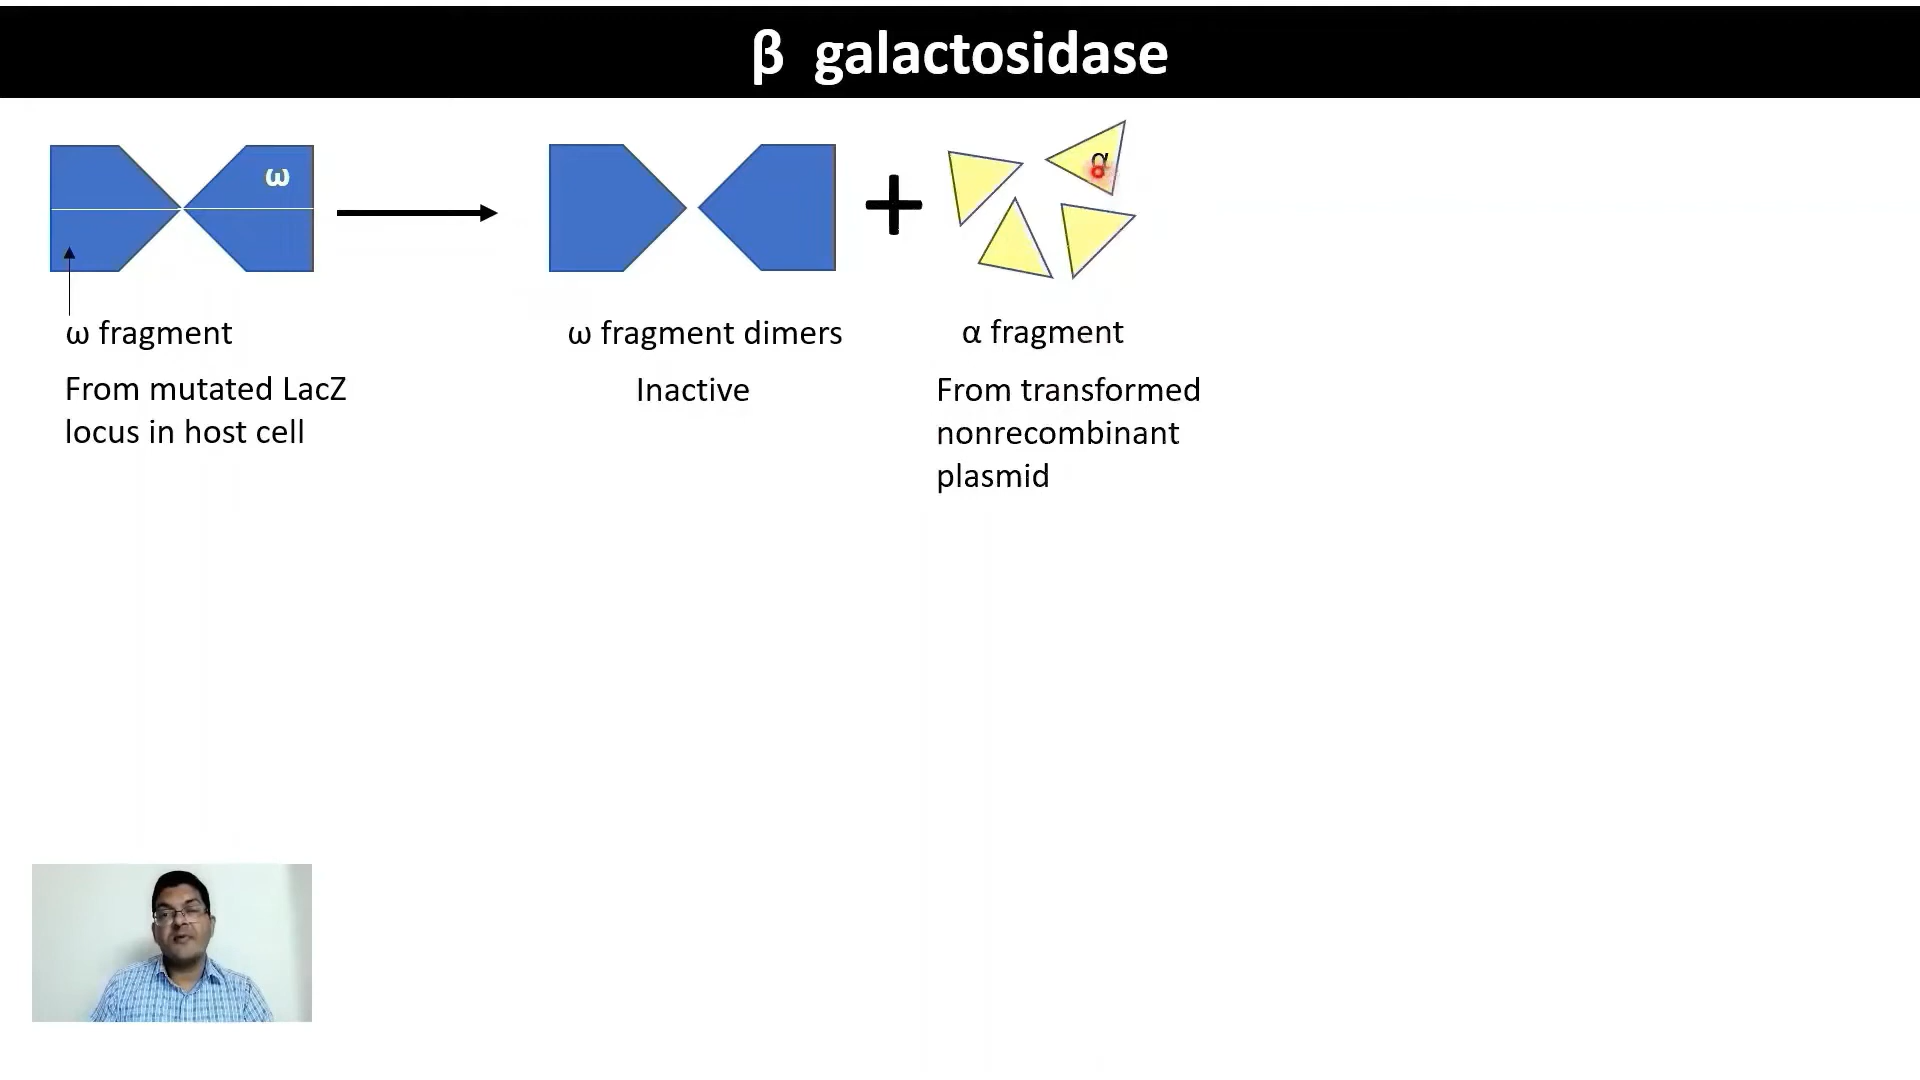 β galactosidase
ω
α
ω fragment
ω fragment dimers
α fragment
From mutated LacZ
locus in host cell
Inactive
From transformed
nonrecombinant
plasmid